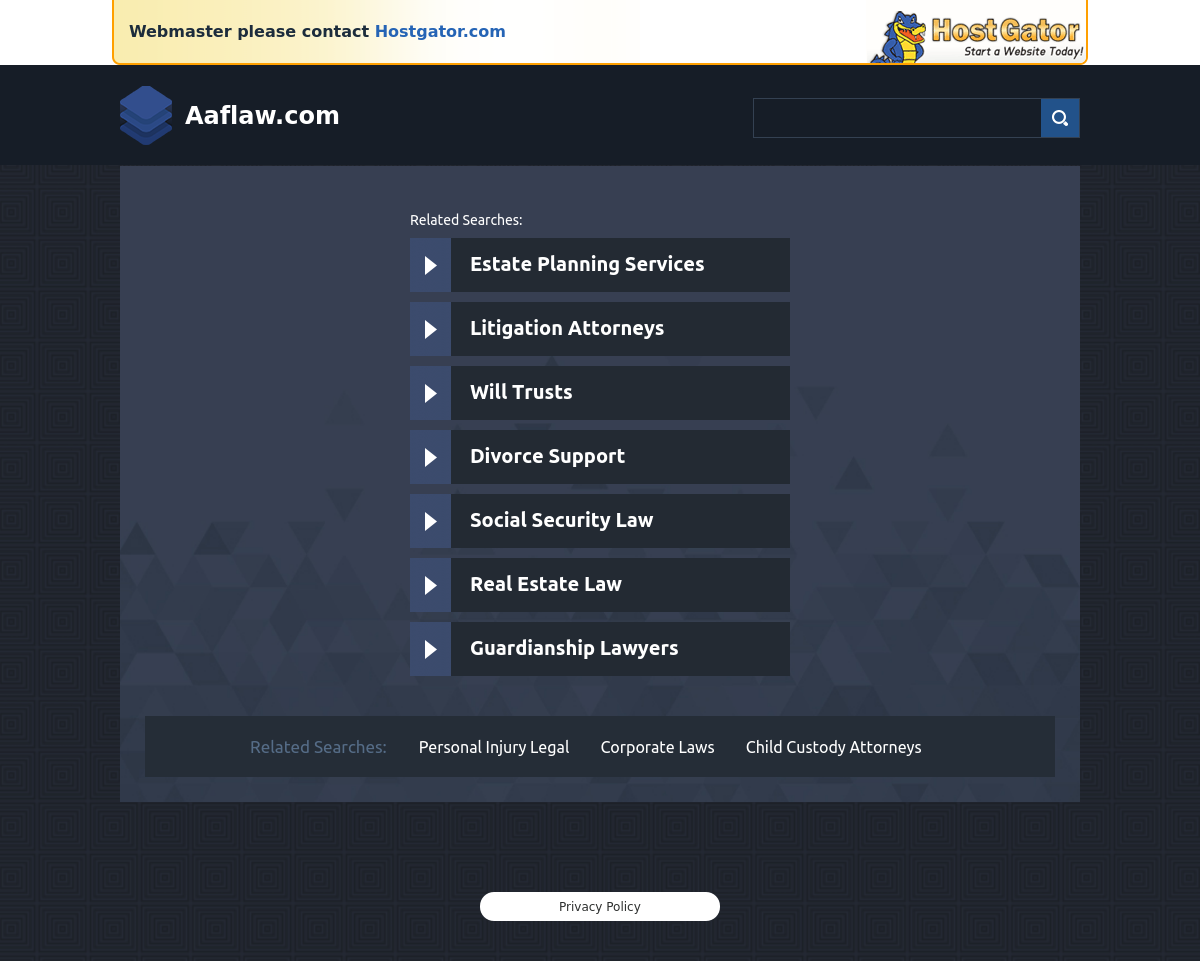 Webmaster please contact Hostgator.com
HostGator
Start a Website Today!
Aaflaw.com
Related Searches:
Estate Planning Services
Litigation Attorneys
Will Trusts
Divorce Support
Social Security Law
Real Estate Law
Guardianship Lawyers
Related Searches: Personal Injury Legal Corporate Laws Child Custody Attorneys
Privacy Policy